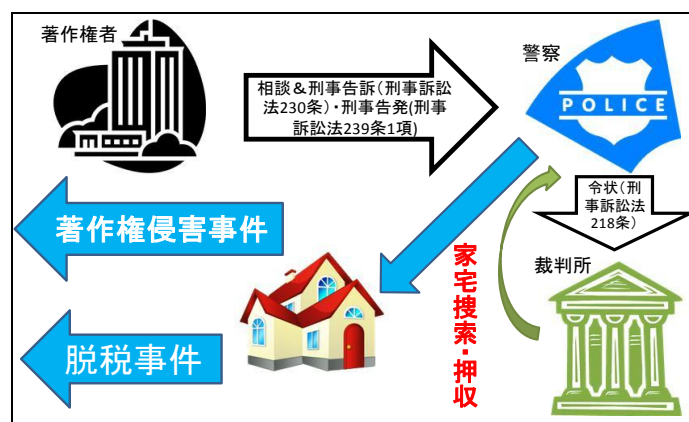 著作権者
相談＆刑事告訴（刑事訴訟
法230条）・刑事告発(刑事
訴訟法239条1項)
警察
POLICE
令状（刑
事訴訟法
218条）
裁判所
著作権侵害事件
脱税事件
家宅捜索・押収